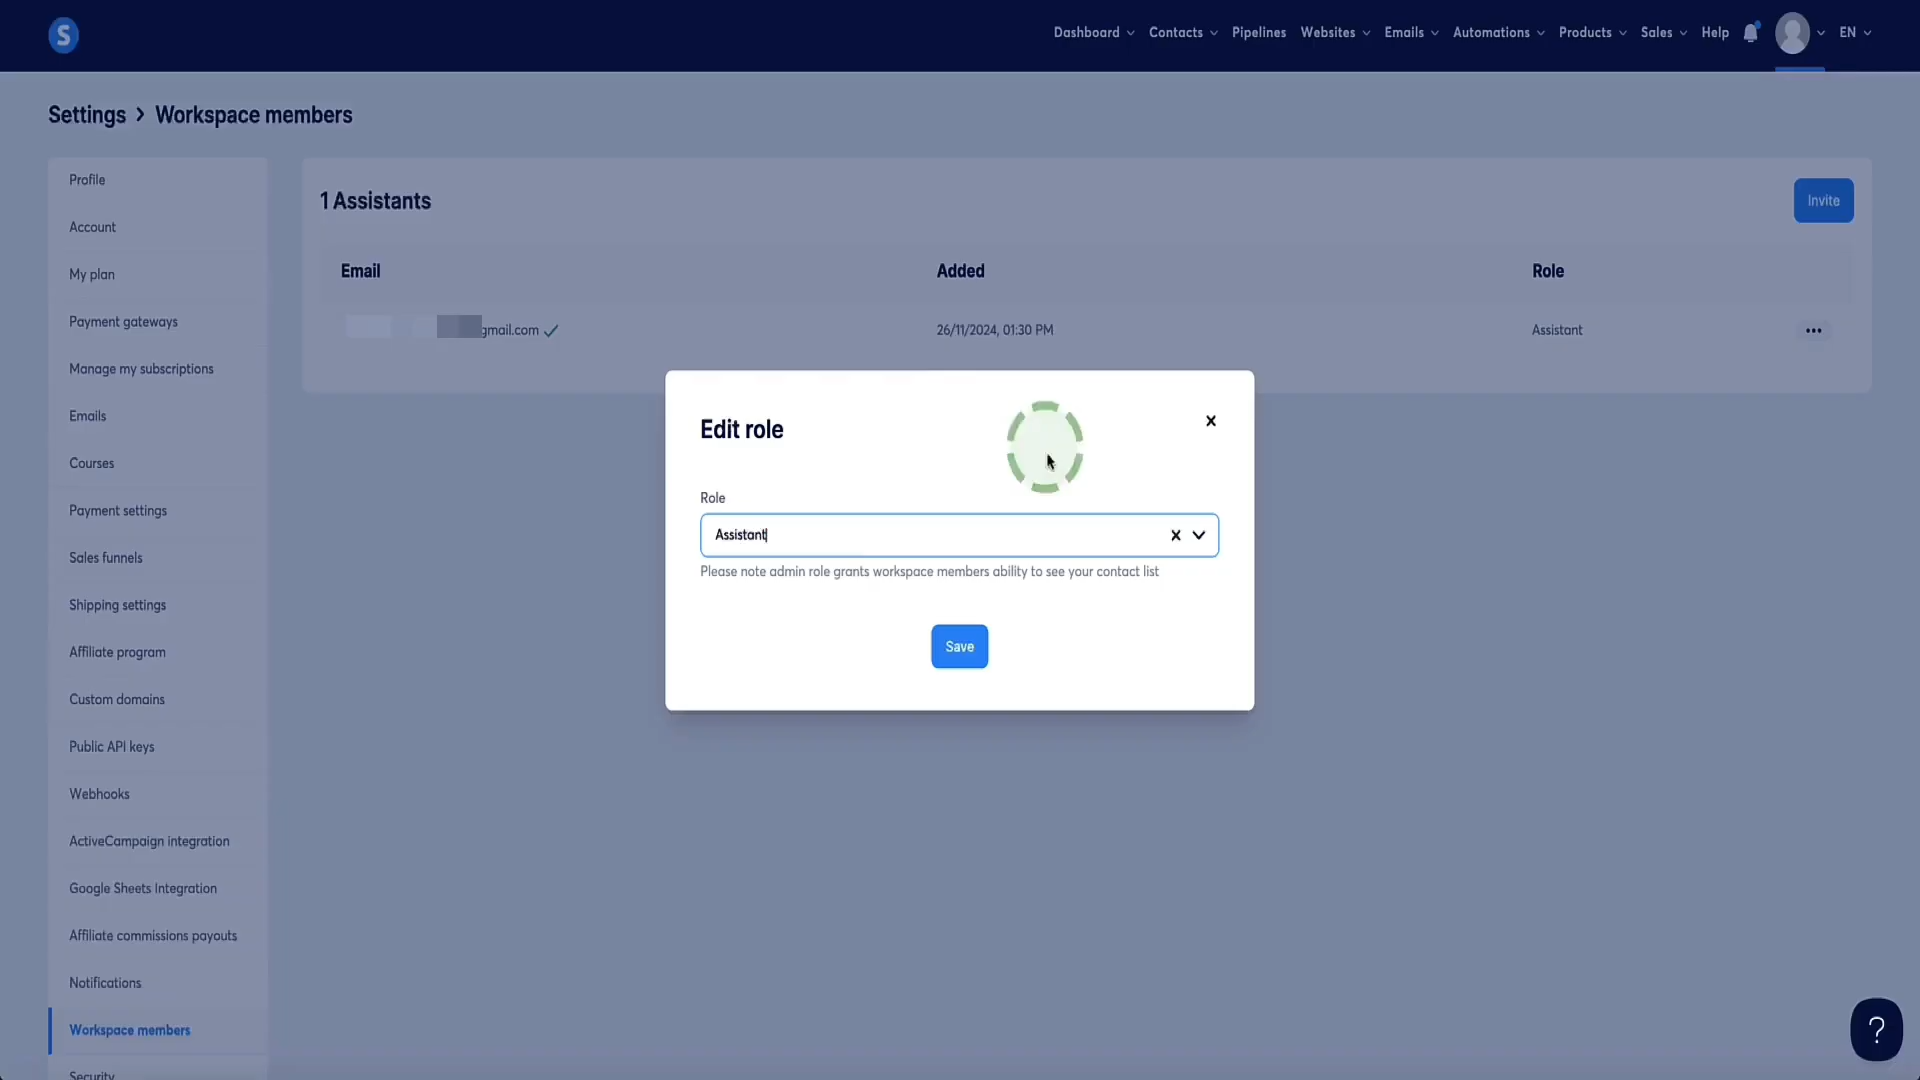 S
Dashboard
Contacts
Pipelines
Websites
Emails
Automations
Products
Sales
Help
EN
Settings > Workspace members
Profile
Account
My plan
Payment gateways
Manage my subscriptions
Emails
Courses
Payment settings
Sales funnels
Shipping settings
Affiliate program
Custom domains
Public API keys
Webhooks
ActiveCampaign integration
Google Sheets Integration
Affiliate commissions payouts
Notifications
Workspace members
Security
1 Assistants
Invite
Email
Added
Role
gmail.com
26/11/2024, 01:30 PM
Assistant
Edit role
Role
Assistant
Please note admin role grants workspace members ability to see your contact list
Save
?